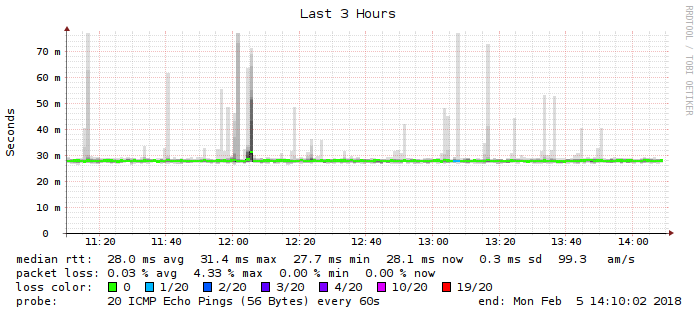 Last 3 Hours
RRDTOOL / TOBI OETIKER
Seconds
70 m
60 m
50 m
40 m
30 m
20 m
10 m
0
11:20 11:40 12:00 12:20 12:40 13:00 13:20 13:40 14:00
median rtt: 28.0 ms avg 31.4 ms max 27.7 ms min 28.1 ms now 0.3 ms sd 99.3 am/s
packet loss: 0.03 % avg 4.33 % max 0.00 % min 0.00 % now
loss color: 0 1/20 2/20 3/20 4/20 10/20 19/20
probe: 20 ICMP Echo Pings (56 Bytes) every 60s end: Mon Feb 5 14:10:02 2018